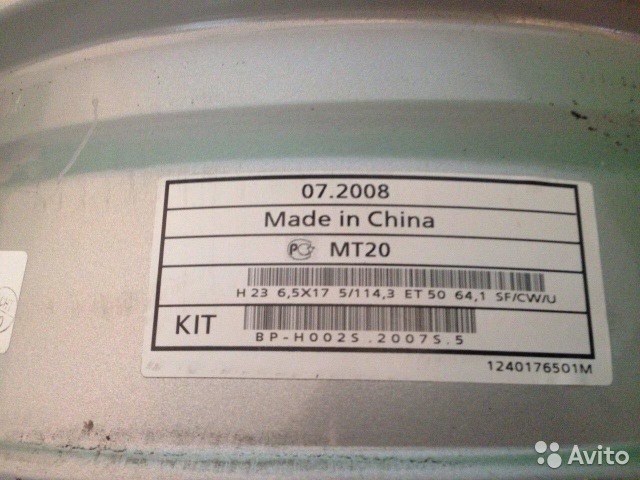 07.2008
Made in China
PC MT20
H 23 6,5X17 5/114,3 ET 50 64,1 SF/CW/U
KIT
BP-H002S.2007S.5
1240176501M
Avito